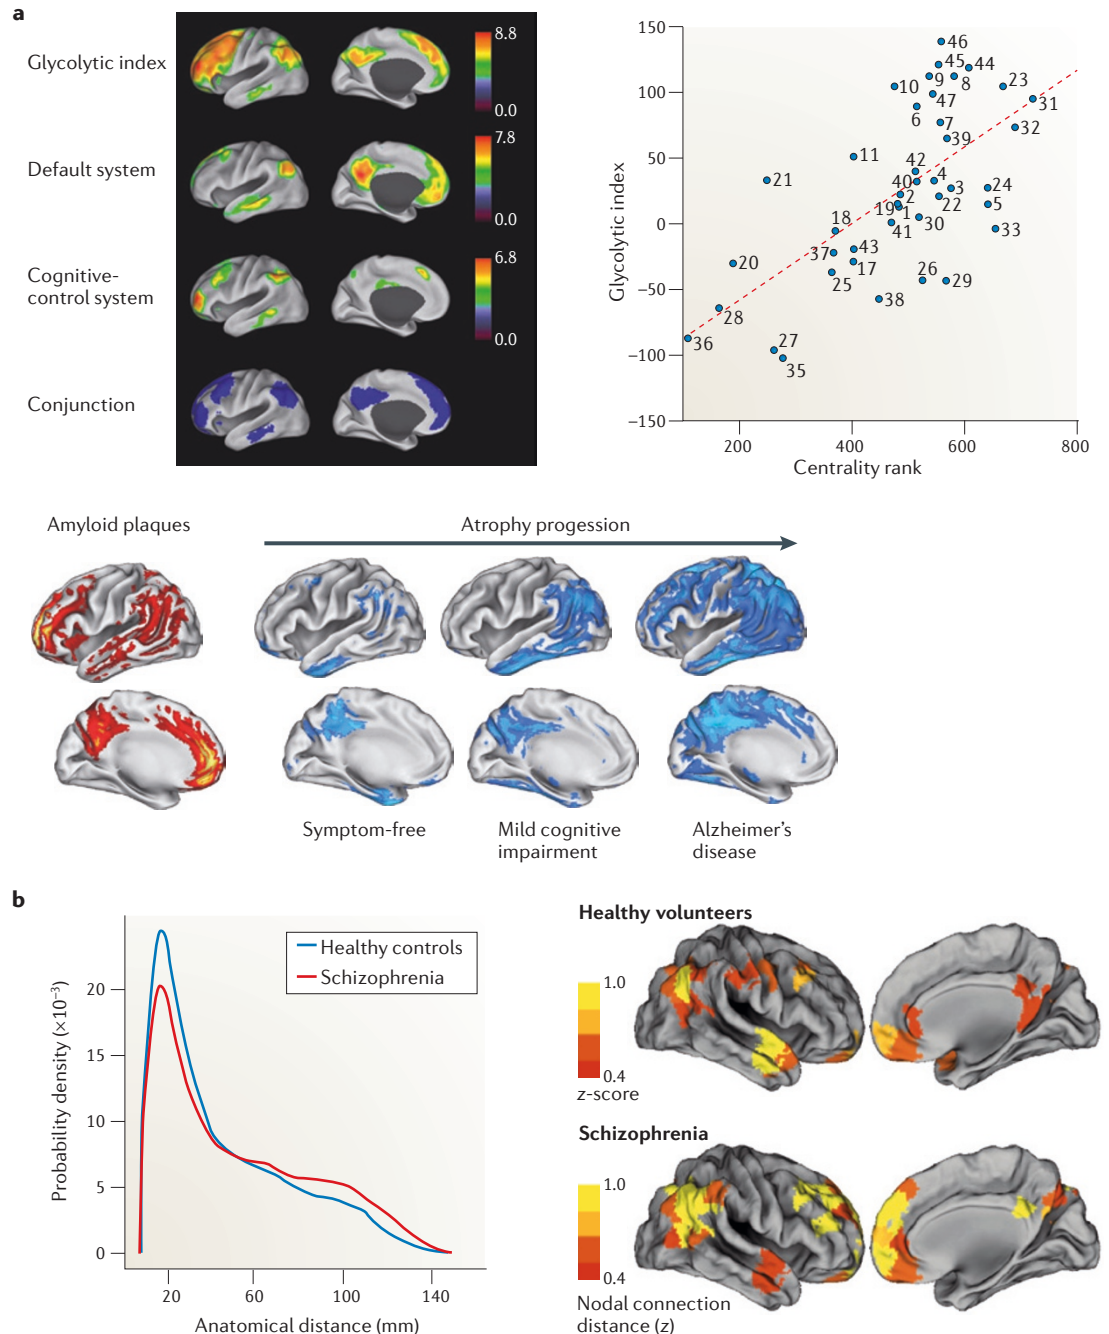 a
Glycolytic index
8.8
0.0
Default system
7.8
0.0
Cognitive-
control system
6.8
0.0
Conjunction
Glycolytic index
150
100
50
0
−50
−100
−150
200
400
600
800
Centrality rank
46
45
44
9
8
23
10
47
31
6
7
32
39
11
42
21
40
4
3
24
2
22
5
19
1
30
33
18
41
43
37
20
17
25
26
29
38
28
36
27
35
Amyloid plaques
Atrophy progession
Symptom-free
Mild cognitive
impairment
Alzheimer's
disease
b
Probability density (×10⁻³)
20
15
10
5
0
20
60
100
140
Anatomical distance (mm)
Healthy controls
Schizophrenia
Healthy volunteers
1.0
0.4
z-score
Schizophrenia
1.0
0.4
Nodal connection
distance (z)